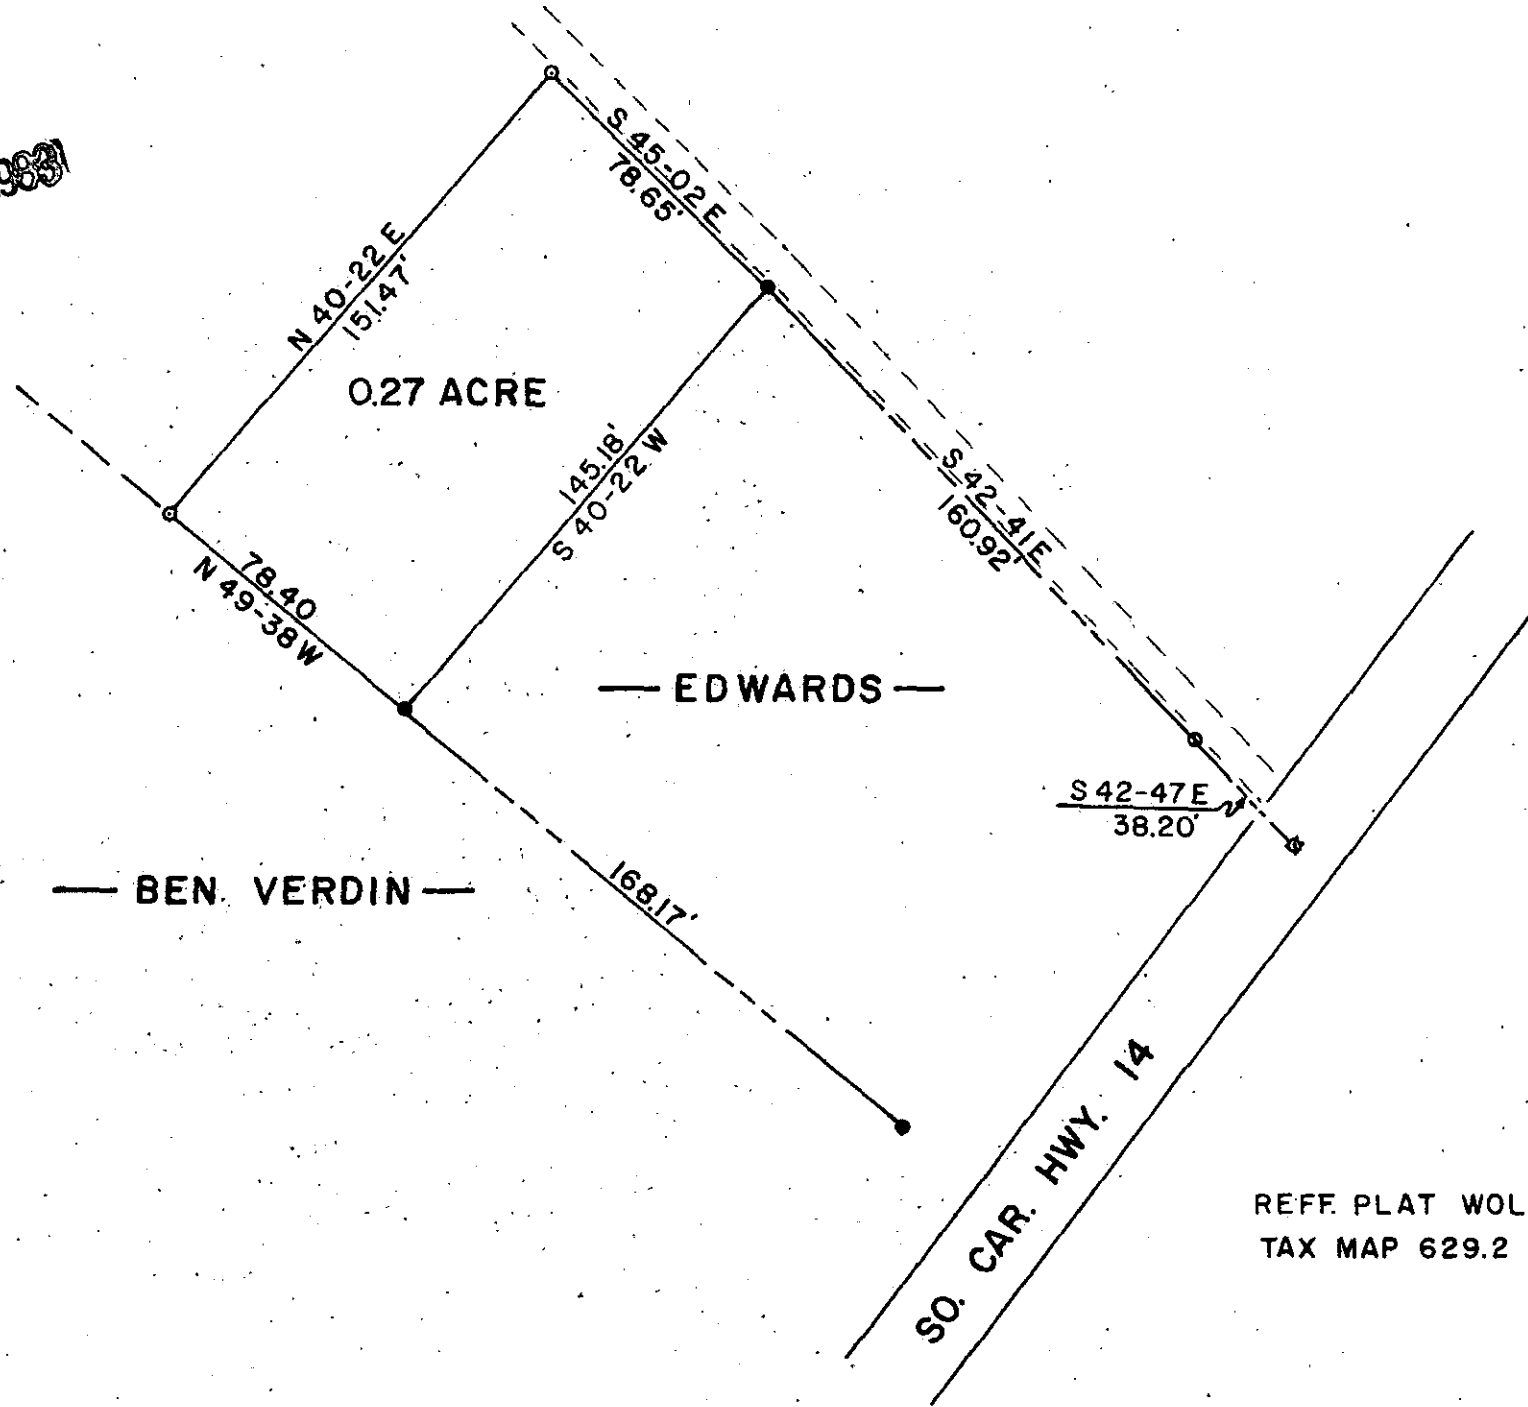 983
S 45-02 E
78.65'
N 40-22 E
151.47'
0.27 ACRE
145.18'
S 40-22 W
S 42-41 E
160.92'
78.40
N 49-38 W
— EDWARDS —
S 42-47 E
38.20'
— BEN. VERDIN —
168.17'
SO. CAR. HWY. 14
REFF. PLAT WOL
TAX MAP 629.2